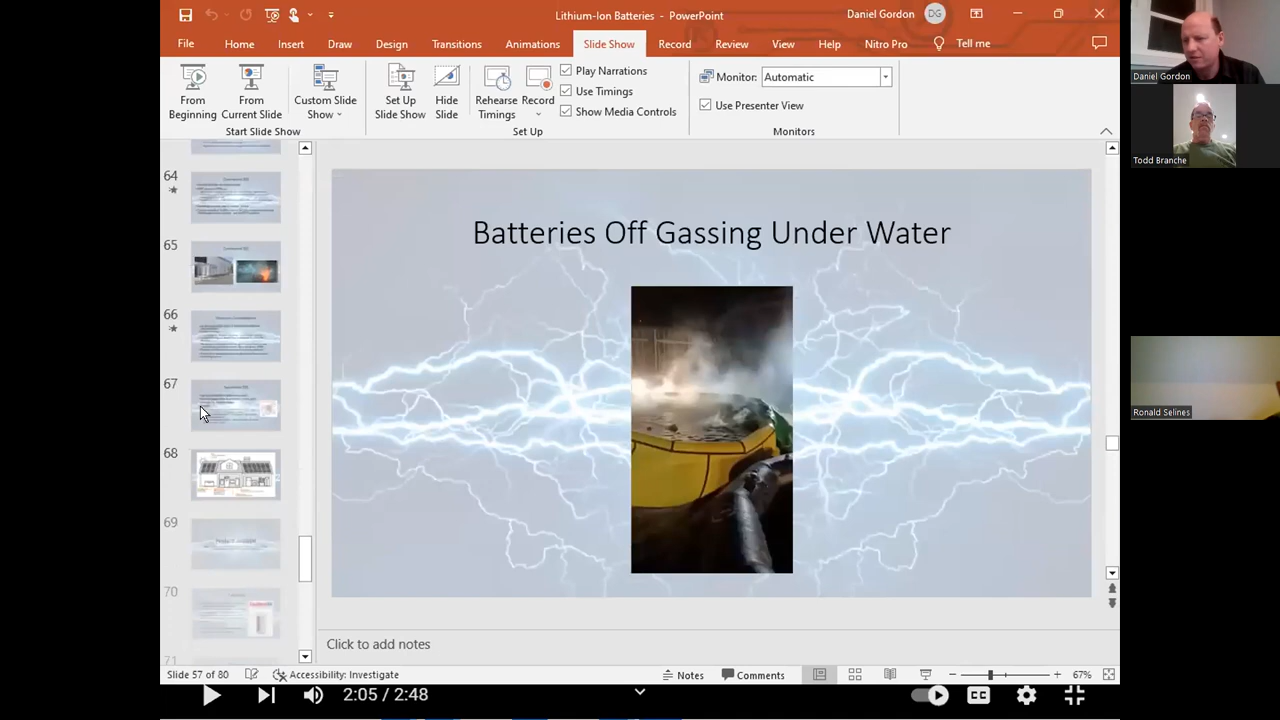 Lithium-Ion Batteries - PowerPoint
Daniel Gordon
DG
File
Home
Insert
Draw
Design
Transitions
Animations
Slide Show
Record
Review
View
Help
Nitro Pro
Tell me
From Beginning
From Current Slide
Custom Slide Show
Set Up Slide Show
Hide Slide
Rehearse Timings
Record
Play Narrations
Use Timings
Show Media Controls
Monitor: Automatic
Use Presenter View
Start Slide Show
Set Up
Monitors
64
65
66
67
68
69
70
71
Batteries Off Gassing Under Water
Click to add notes
Slide 57 of 80
Accessibility: Investigate
Notes
Comments
67%
2:05 / 2:48
CC
Daniel Gordon
Todd Branche
Ronald Selines